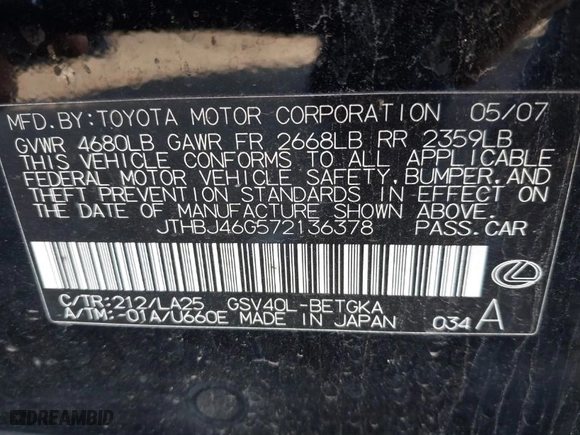 MFD.BY:TOYOTA MOTOR CORPORATION 05/07
GVWR 4680LB GAWR FR 2668LB RR 2359LB
THIS VEHICLE CONFORMS TO ALL APPLICABLE
FEDERAL MOTOR VEHICLE SAFETY,BUMPER,AND
THEFT PREVENTION STANDARDS IN EFFECT ON
THE DATE OF MANUFACTURE SHOWN ABOVE.
JTHBJ46G572136378 PASS.CAR
C/TR:212/LA25 GSV40L-BETGKA
A/TM:-01A/U660E MADE IN JAPAN 034A
DREAMBID